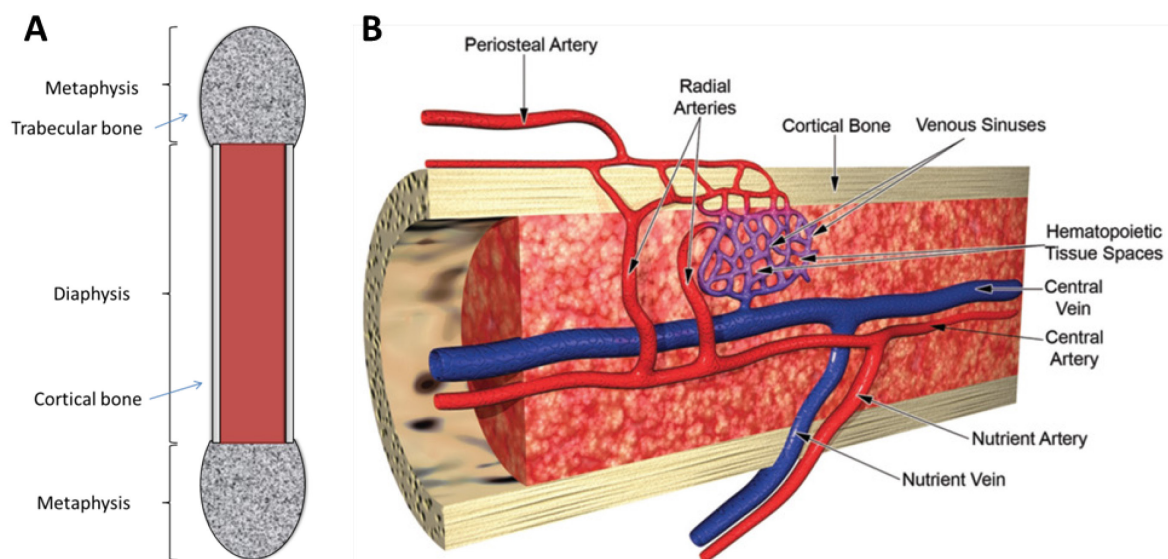 A
Metaphysis
Trabecular bone
Diaphysis
Cortical bone
Metaphysis
B
Periosteal Artery
Radial
Arteries
Cortical Bone
Venous Sinuses
Hematopoietic
Tissue Spaces
Central
Vein
Central
Artery
Nutrient Artery
Nutrient Vein